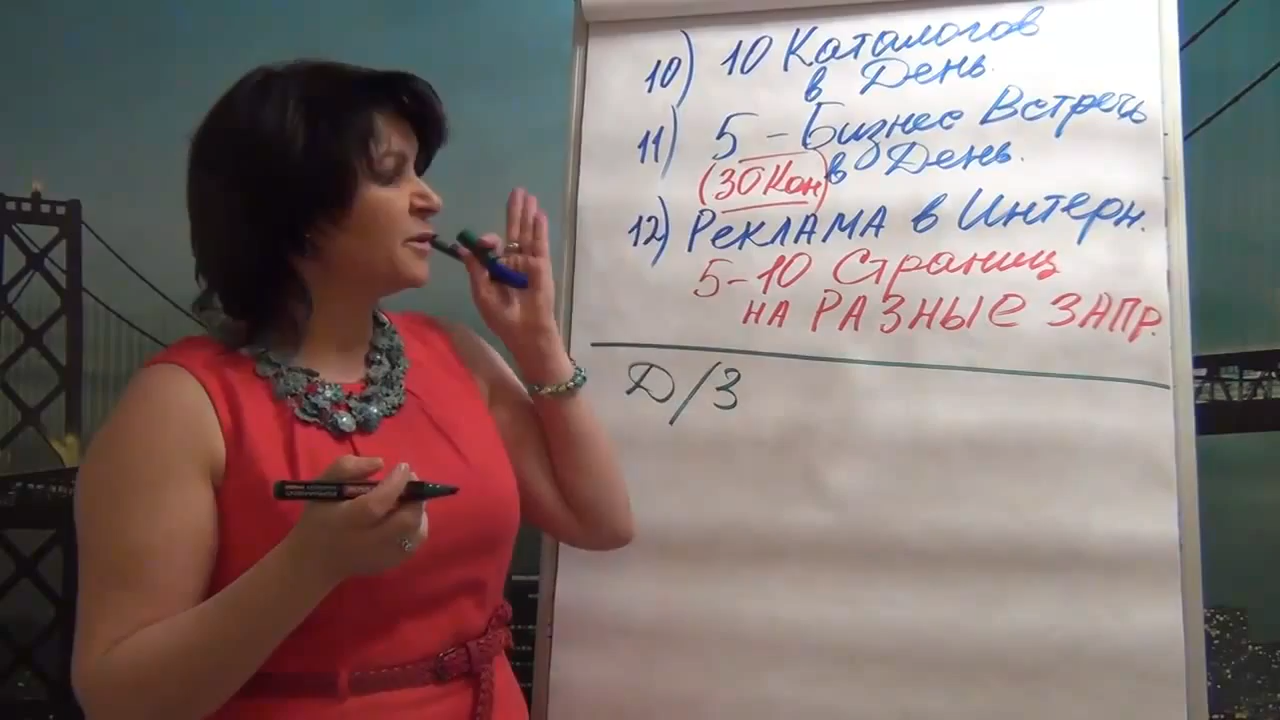 10) 10 Каталогов
в День.
11) 5 - Бизнес Встречь
(30 Кон) в День.
12) Реклама в Интерн.
5-10 Страниц
на разные запр.
Д/З